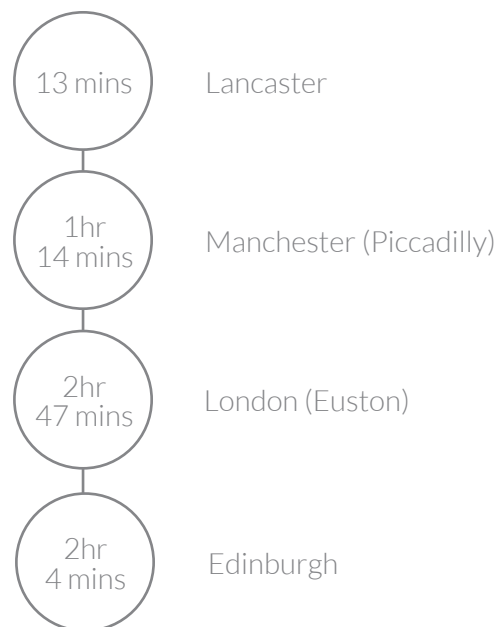 13 mins
Lancaster
1hr
14 mins
Manchester (Piccadilly)
2hr
47 mins
London (Euston)
2hr
4 mins
Edinburgh